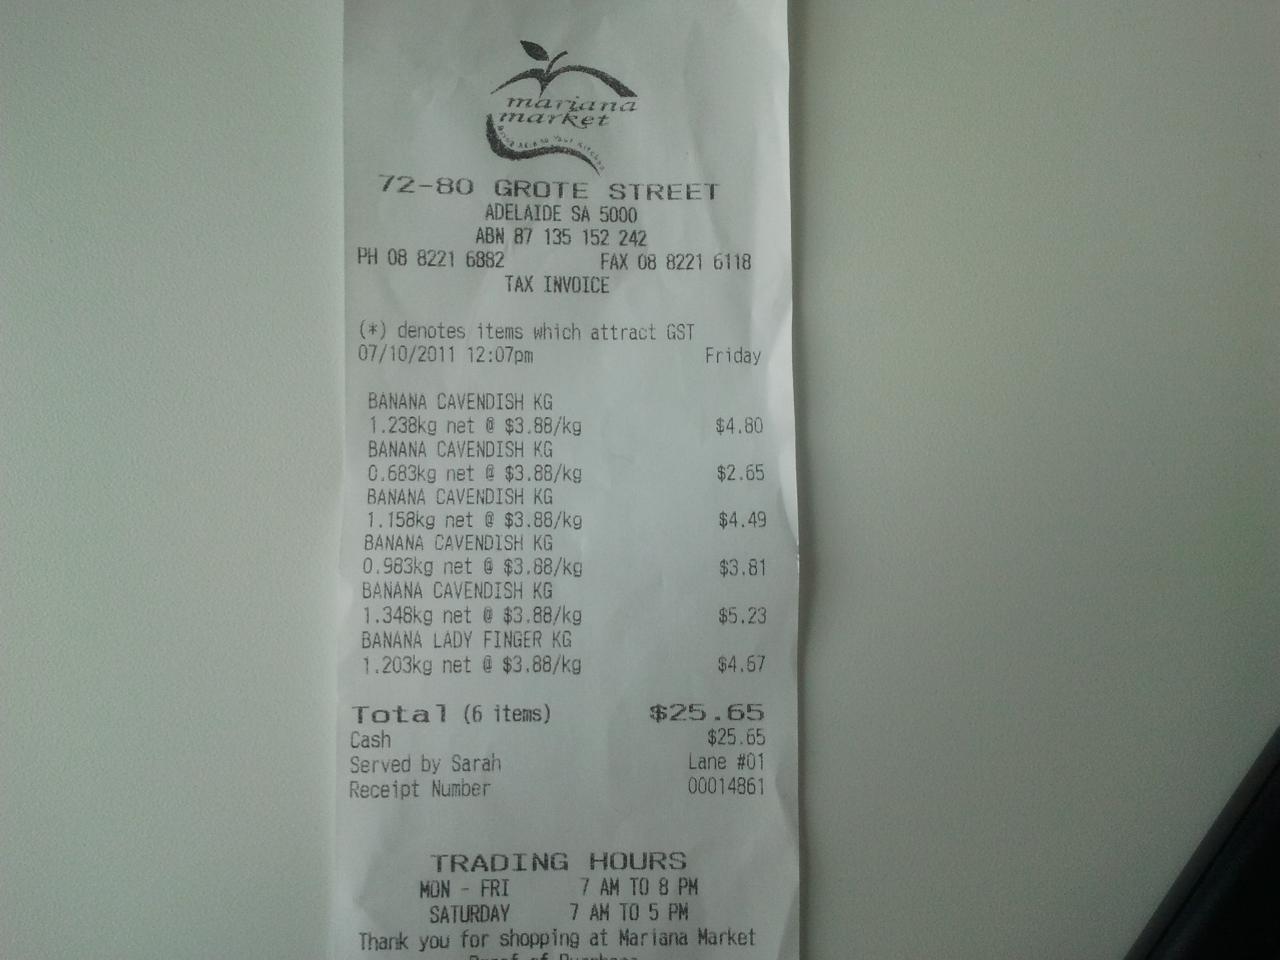 mariana
market
72-80 GROTE STREET
ADELAIDE SA 5000
ABN 87 135 152 242
PH 08 8221 6882 FAX 08 8221 6118
TAX INVOICE
(*) denotes items which attract GST
07/10/2011 12:07pm Friday
BANANA CAVENDISH KG
1.238kg net @ $3.88/kg $4.80
BANANA CAVENDISH KG
0.683kg net @ $3.88/kg $2.65
BANANA CAVENDISH KG
1.158kg net @ $3.88/kg $4.49
BANANA CAVENDISH KG
0.983kg net @ $3.88/kg $3.81
BANANA CAVENDISH KG
1.348kg net @ $3.88/kg $5.23
BANANA LADY FINGER KG
1.203kg net @ $3.88/kg $4.67
Total (6 items) $25.65
Cash $25.65
Served by Sarah Lane #01
Receipt Number 00014861
TRADING HOURS
MON - FRI 7 AM TO 8 PM
SATURDAY 7 AM TO 5 PM
Thank you for shopping at Mariana Market
Proof of Purchase